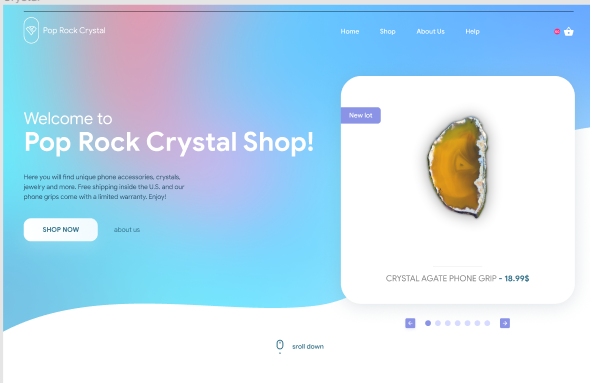 Pop Rock Crystal
Home
Shop
About Us
Help
Welcome to
Pop Rock Crystal Shop!
Here you will find unique phone accessories, crystals,
jewelry and more. Free shipping inside the U.S. and our
phone grips come with a limited warranty. Enjoy!
SHOP NOW
about us
New lot
CRYSTAL AGATE PHONE GRIP - 18.99$
sroll down